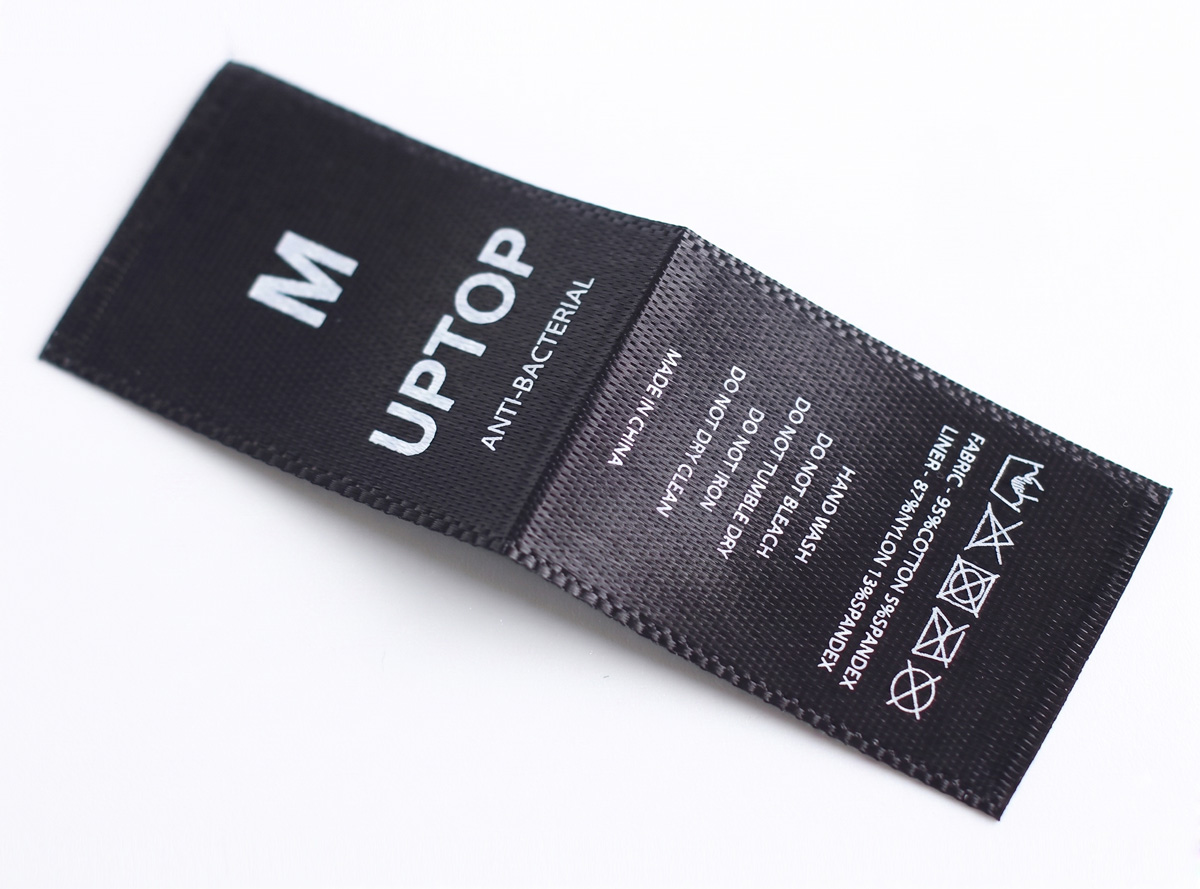 M
UPTOP
ANTI-BACTERIAL
FABRIC - 95%COTTON 5%SPANDEX
LINER - 87%NYLON 13%SPANDEX
HAND WASH
DO NOT BLEACH
DO NOT TUMBLE DRY
DO NOT IRON
DO NOT DRY CLEAN
MADE IN CHINA